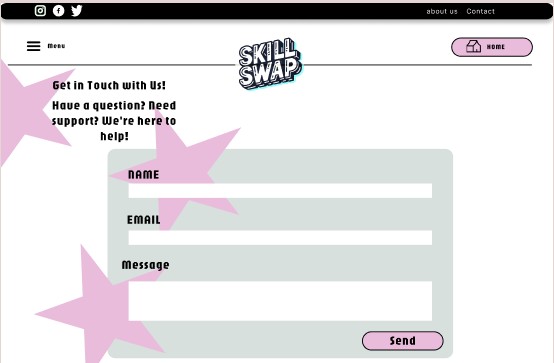 about us Contact
Menu
SKILL
SWAP
HOME
Get in Touch with Us!
Have a question? Need
support? We're here to
help!
NAME
EMAIL
Message
Send